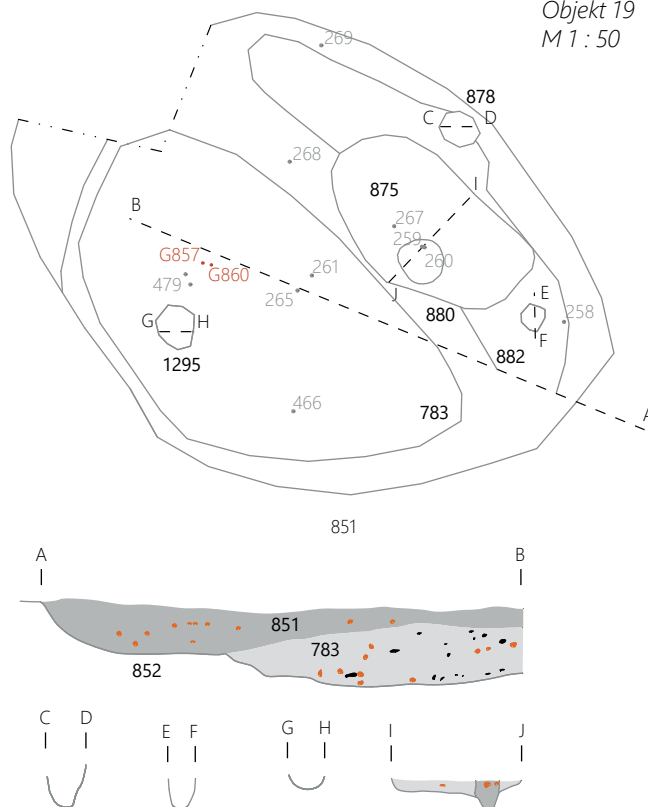 Objekt 19
M 1 : 50
269
878
C D
268
I
875
B
267
259
G857
260
261
G860
479
265
E
258
G H
880
F
882
1295
466
783
A
851
A B
851
783
852
C D E F G H I J
J